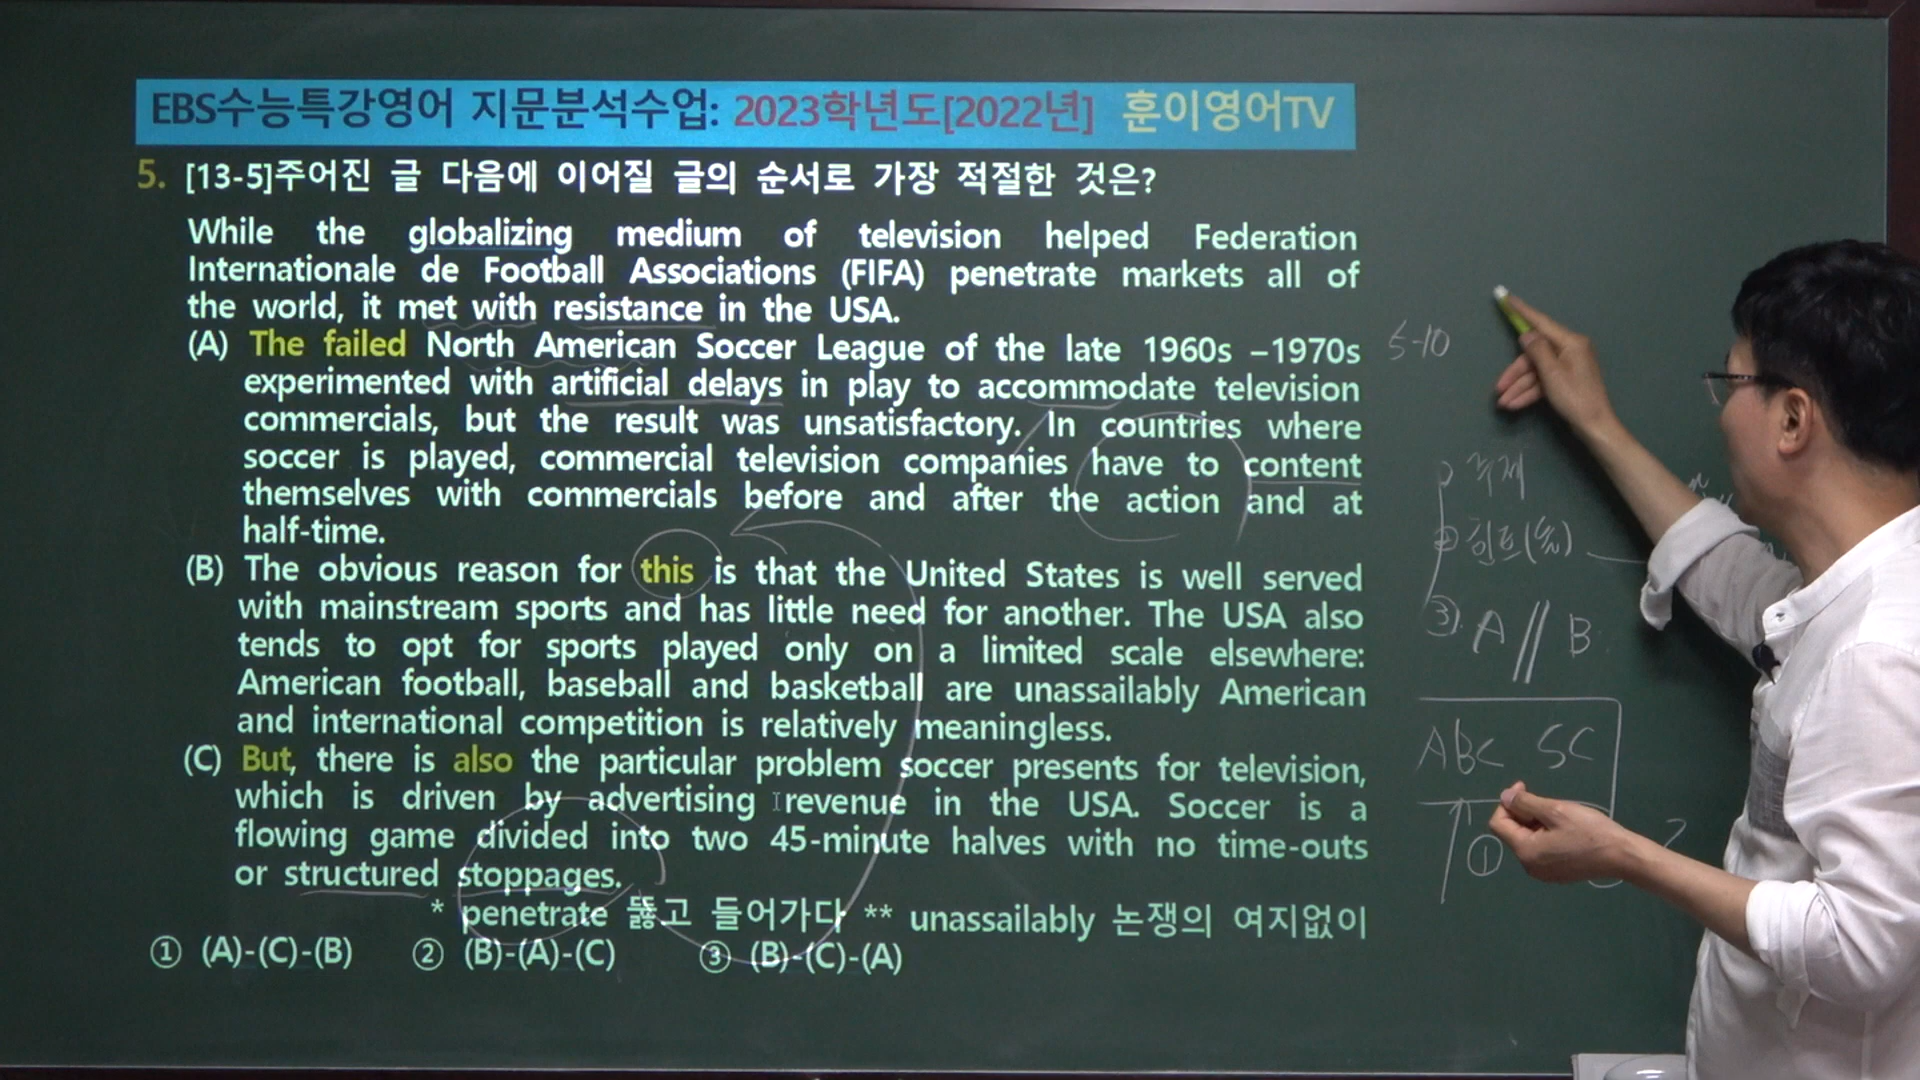 EBS수능특강영어 지문분석수업: 2023학년도[2022년] 훈이영어TV
5. [13-5]주어진 글 다음에 이어질 글의 순서로 가장 적절한 것은?
While the globalizing medium of television helped Federation
Internationale de Football Associations (FIFA) penetrate markets all of
the world, it met with resistance in the USA.
(A) The failed North American Soccer League of the late 1960s –1970s
experimented with artificial delays in play to accommodate television
commercials, but the result was unsatisfactory. In countries where
soccer is played, commercial television companies have to content
themselves with commercials before and after the action and at
half-time.
(B) The obvious reason for this is that the United States is well served
with mainstream sports and has little need for another. The USA also
tends to opt for sports played only on a limited scale elsewhere:
American football, baseball and basketball are unassailably American
and international competition is relatively meaningless.
(C) But, there is also the particular problem soccer presents for television,
which is driven by advertising revenue in the USA. Soccer is a
flowing game divided into two 45-minute halves with no time-outs
or structured stoppages.
* penetrate 뚫고 들어가다 ** unassailably 논쟁의 여지없이
① (A)-(C)-(B) ② (B)-(A)-(C) ③ (B)-(C)-(A)
5-10
주제
힌트
③ A // B
ABC SC
①